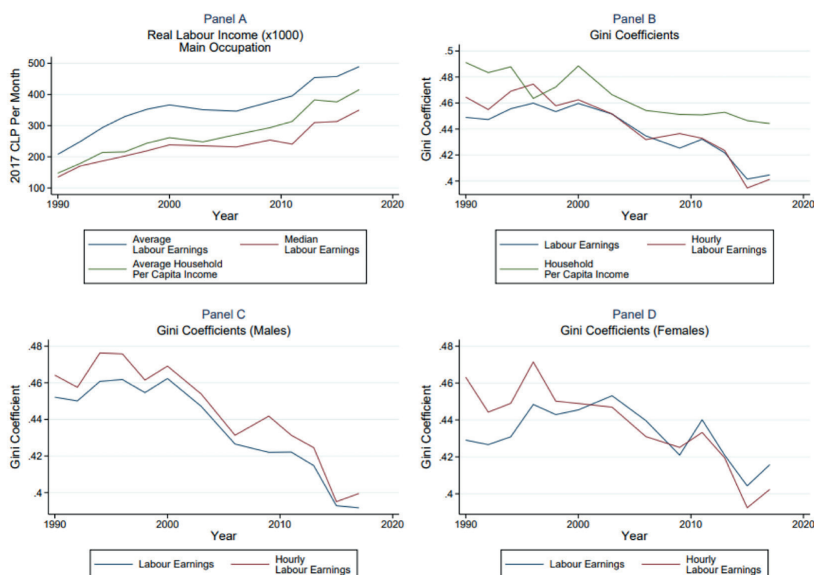 Panel A
Real Labour Income (x1000)
Main Occupation
500
400
300
200
100
2017 CLP Per Month
1990
2000
2010
2020
Year
Average
Labour Earnings
Median
Labour Earnings
Average Household
Per Capita Income
Panel B
Gini Coefficients
.5
.48
.46
.44
.42
.4
Gini Coefficient
1990
2000
2010
2020
Year
Labour Earnings
Hourly
Labour Earnings
Household
Per Capita Income
Panel C
Gini Coefficients (Males)
.48
.46
.44
.42
.4
Gini Coefficient
1990
2000
2010
2020
Year
Labour Earnings
Hourly
Labour Earnings
Panel D
Gini Coefficients (Females)
.48
.46
.44
.42
.4
Gini Coefficient
1990
2000
2010
2020
Year
Labour Earnings
Hourly
Labour Earnings